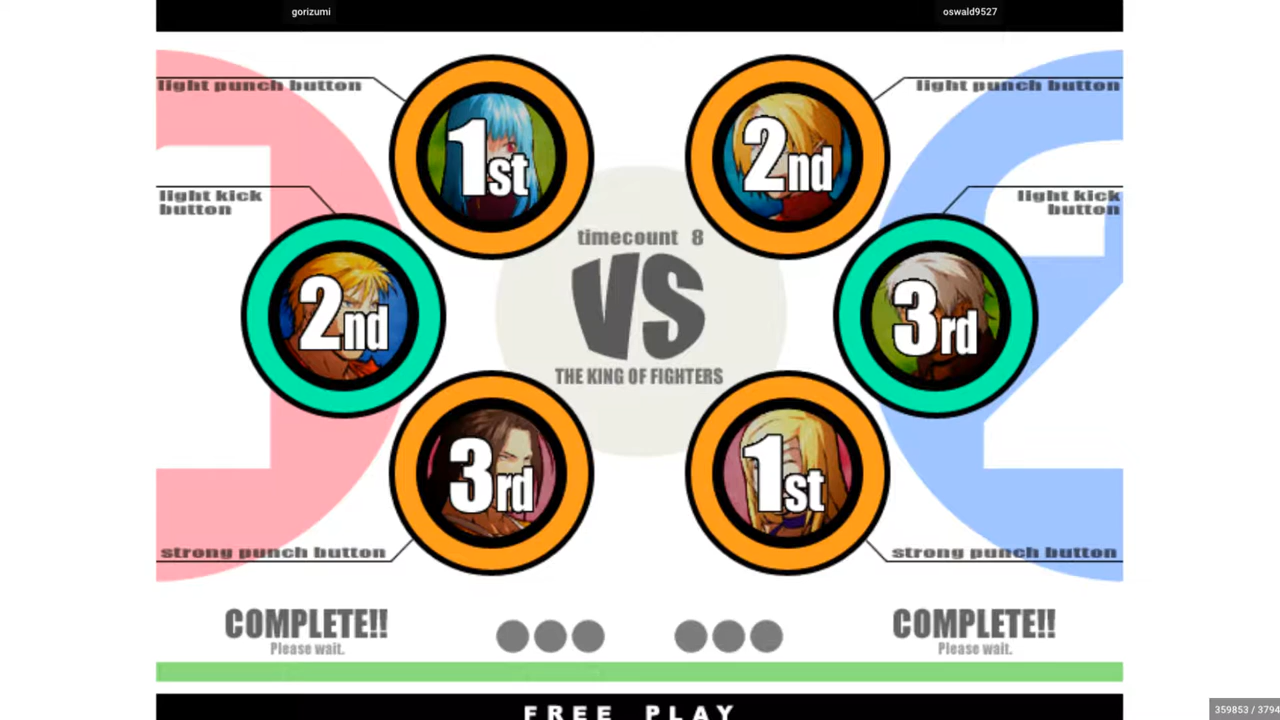 gorizumi
oswald9527
light punch button
light punch button
1st
2nd
light kick
button
light kick
button
timecount 8
VS
THE KING OF FIGHTERS
2nd
3rd
3rd
1st
strong punch button
strong punch button
COMPLETE!!
Please wait.
COMPLETE!!
Please wait.
FREE PLAY
359853 / 3794